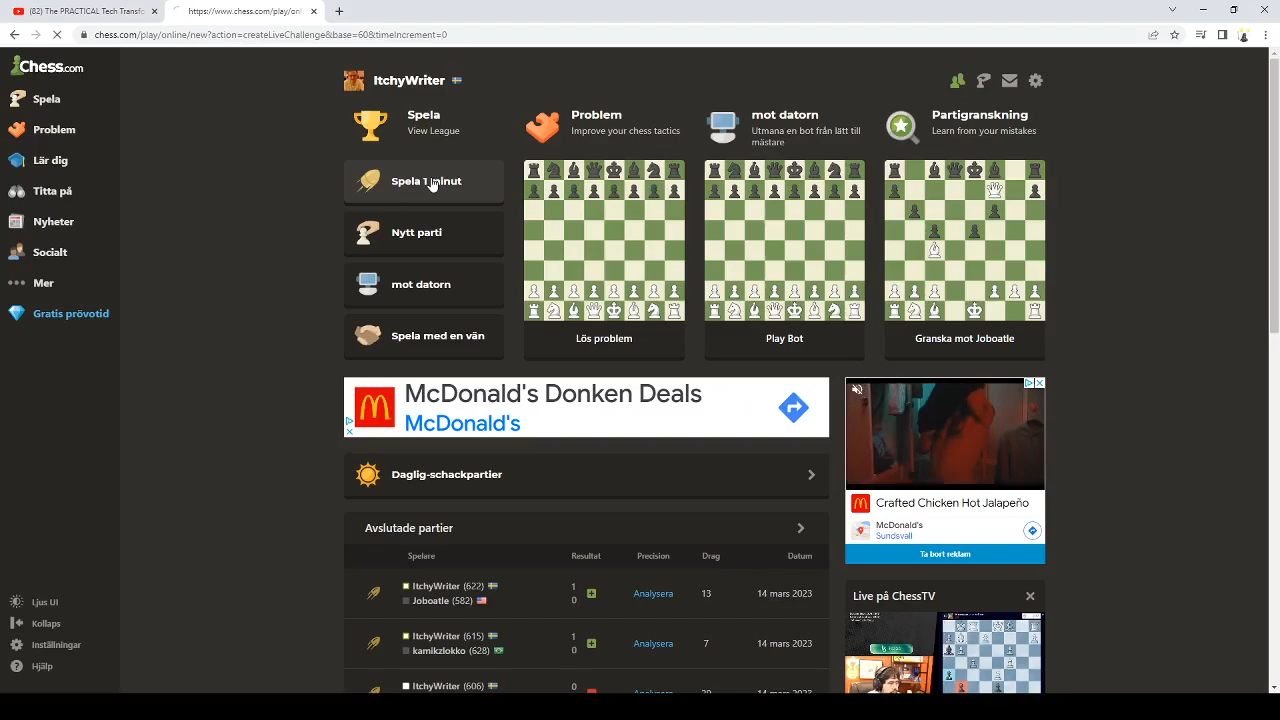 (82) The PRACTICAL Tech Transfo
https://www.chess.com/play/onl
chess.com/play/online/new?action=createLiveChallenge&base=60&timeIncrement=0
Chess.com
Spela
Problem
Lär dig
Titta på
Nyheter
Socialt
Mer
Gratis prövotid
Ljus UI
Kollaps
Inställningar
Hjälp
ItchyWriter
Spela
View League
Problem
Improve your chess tactics
mot datorn
Utmana en bot från lätt till
mästare
Partigranskning
Learn from your mistakes
Spela 1 minut
Nytt parti
mot datorn
Spela med en vän
Lös problem
Play Bot
Granska mot Joboatle
McDonald's Donken Deals
McDonald's
Daglig-schackpartier
Avslutade partier
Spelare Resultat Precision Drag Datum
ItchyWriter (622) 1
Joboatle (582) 0
Analysera 13 14 mars 2023
ItchyWriter (615) 1
kamikzlokko (628) 0
Analysera 7 14 mars 2023
ItchyWriter (606) 0
Crafted Chicken Hot Jalapeño
McDonald's
Sundsvall
Ta bort reklam
Live på ChessTV